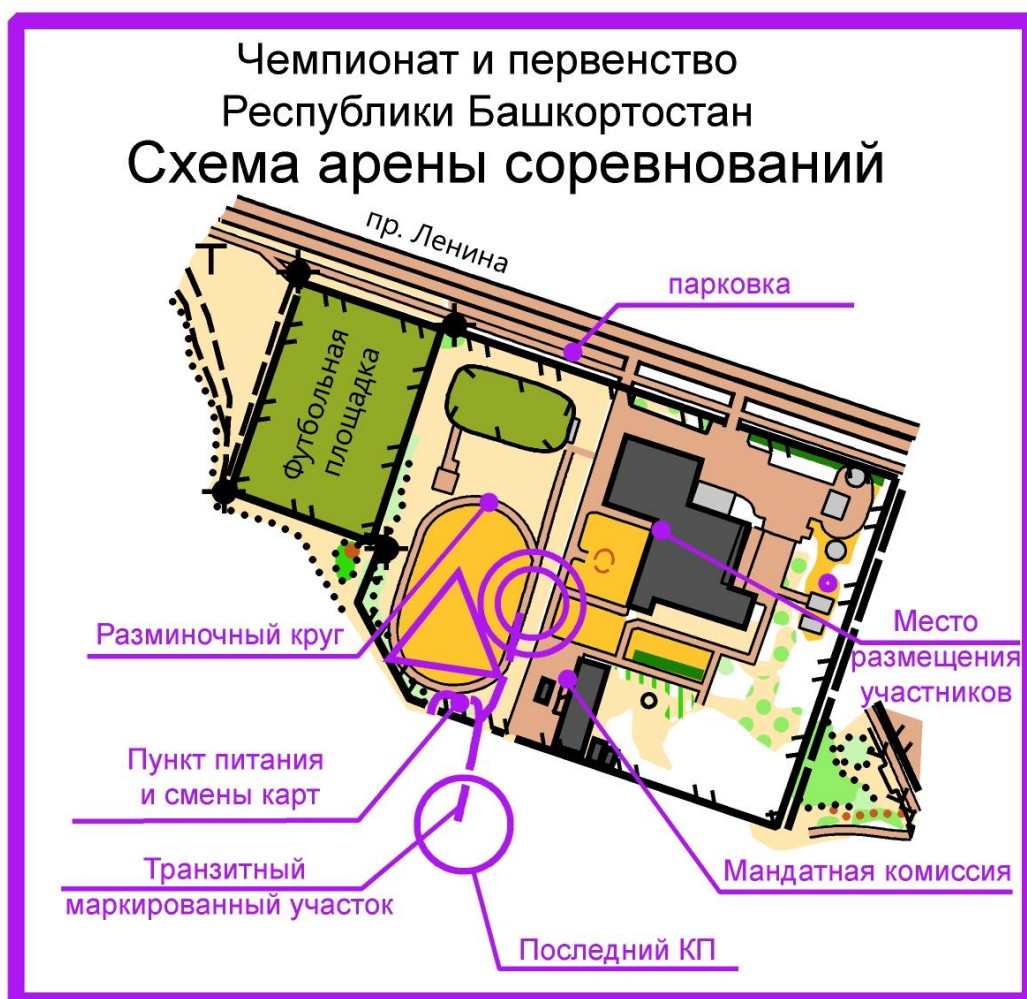 Чемпионат и первенство
Республики Башкортостан
Схема арены соревнований
пр. Ленина
парковка
Футбольная
площадка
Разминочный круг
Место
размещения
участников
Пункт питания
и смены карт
Транзитный
маркированный участок
Мандатная комиссия
Последний КП